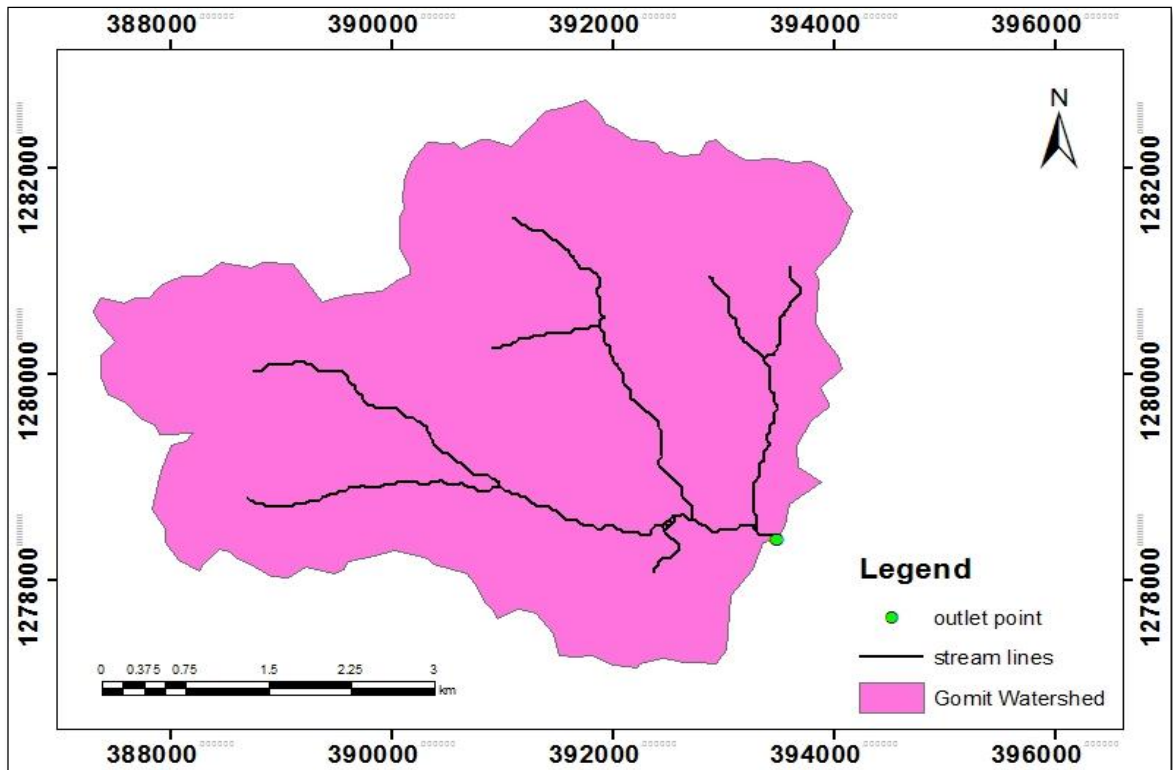 388000 390000 392000 394000 396000
N
1282000 1282000
1280000 1280000
1278000 1278000
Legend
outlet point
stream lines
Gomit Watershed
0 0.375 0.75 1.5 2.25 3
km
388000 390000 392000 394000 396000